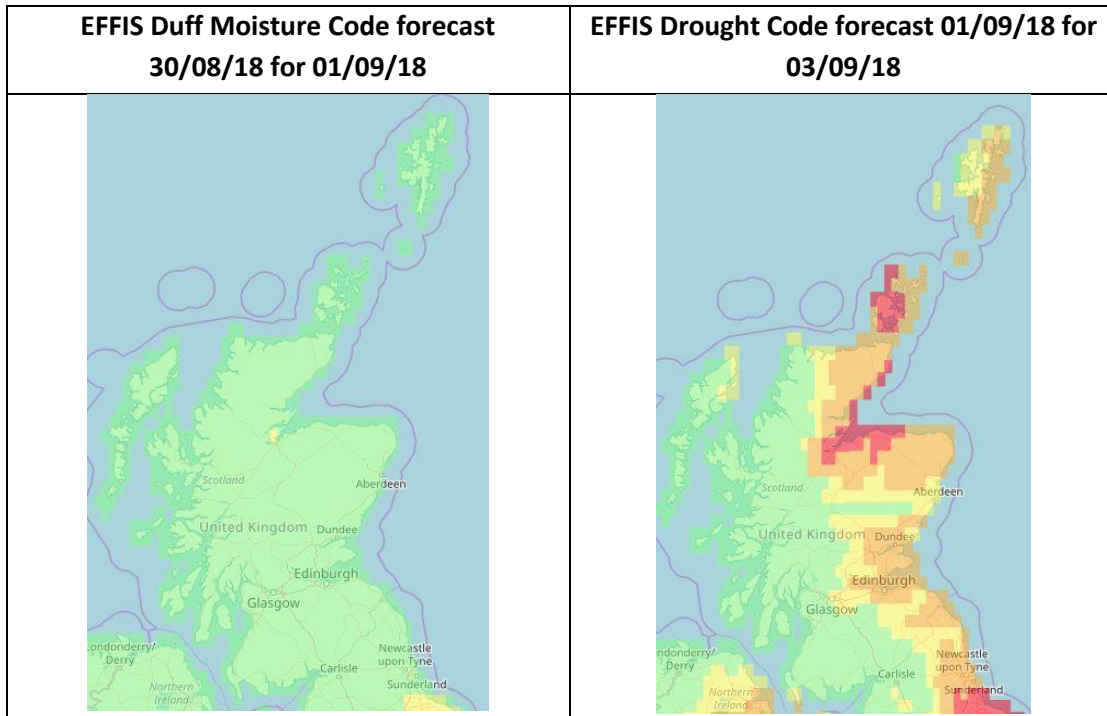 EFFIS Duff Moisture Code forecast
30/08/18 for 01/09/18
EFFIS Drought Code forecast 01/09/18 for
03/09/18
Scotland
Aberdeen
United Kingdom
Dundee
Edinburgh
Glasgow
ondonderry/
Derry
Newcastle
upon Tyne
Carlisle
Sunderland
Northern
Ireland
Scotland
Aberdeen
United Kingdom
Dundee
Edinburgh
Glasgow
ondonderry/
Derry
Newcastle
upon Tyne
Carlisle
Sunderland
Northern
Ireland